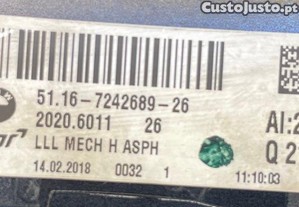 CustoJusto.pt
51.16-7242689-26
2020.6011 26
AI:2
LLL MECH H ASPH
Q 2
14.02.2018 0032 1 11:10:03